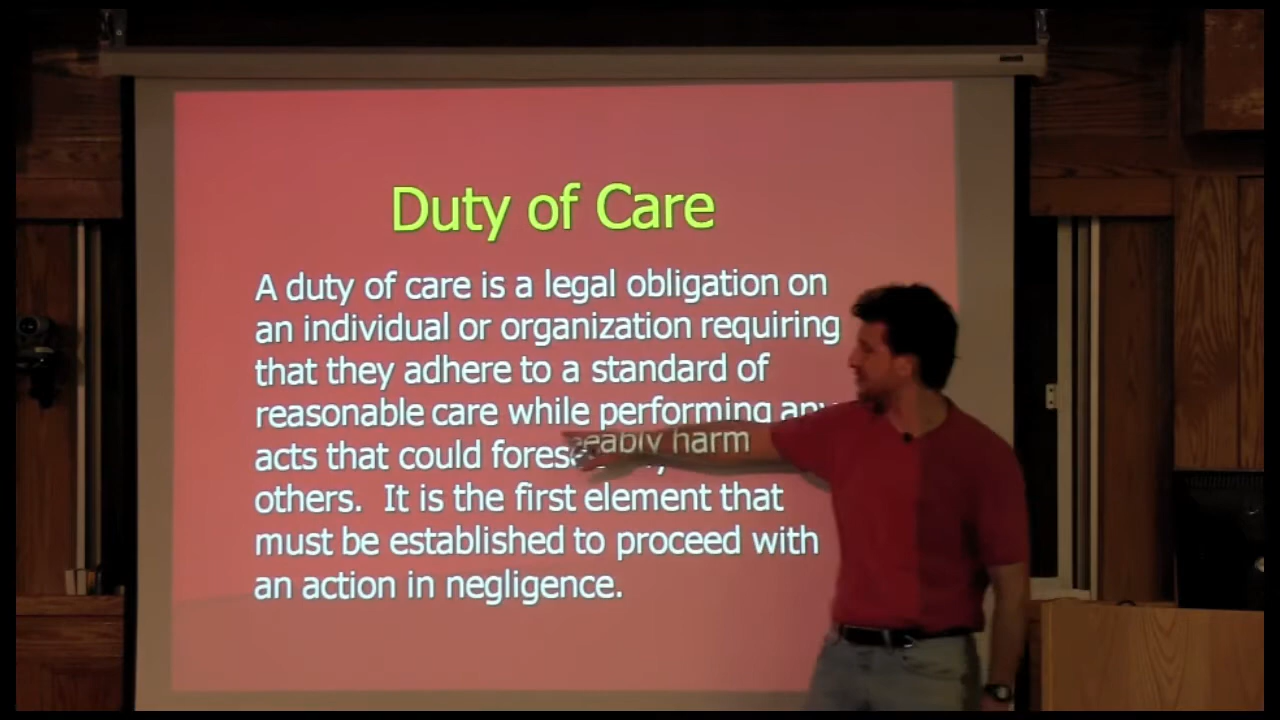 Duty of Care
A duty of care is a legal obligation on
an individual or organization requiring
that they adhere to a standard of
reasonable care while performing any
acts that could foreseeably harm
others. It is the first element that
must be established to proceed with
an action in negligence.